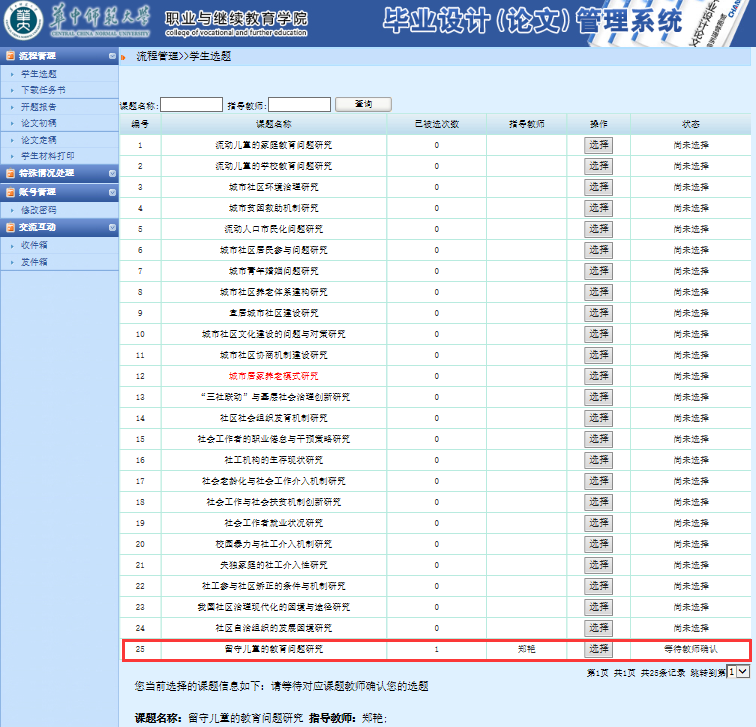 华中师范大学 职业与继续教育学院 毕业设计(论文)管理系统
CENTRAL CHINA NORMAL UNIVERSITY college of vocational and further education
流程管理
学生选题
下载任务书
开题报告
论文初稿
论文定稿
学生材料打印
特殊情况处理
账号管理
修改密码
交流互动
收件箱
发件箱
流程管理>>学生选题
课题名称: 指导教师: 查询
编号 课题名称 已被选次数 指导教师 操作 状态
1 流动儿童的家庭教育问题研究 0 选择 尚未选择
2 流动儿童的学校教育问题研究 0 选择 尚未选择
3 城市社区环境治理研究 0 选择 尚未选择
4 城市贫困救助机制研究 0 选择 尚未选择
5 流动人口市民化问题研究 0 选择 尚未选择
6 城市社区居民参与问题研究 0 选择 尚未选择
7 城市青年婚姻问题研究 0 选择 尚未选择
8 城市社区养老体系建构研究 0 选择 尚未选择
9 宜居城市社区建设研究 0 选择 尚未选择
10 城市社区文化建设的问题与对策研究 0 选择 尚未选择
11 城市社区协商机制建设研究 0 选择 尚未选择
12 城市居家养老模式研究 0 选择 尚未选择
13 “三社联动”与基层社会治理创新研究 0 选择 尚未选择
14 社区社会组织发育机制研究 0 选择 尚未选择
15 社会工作者的职业倦怠与干预策略研究 0 选择 尚未选择
16 社工机构的生存现状研究 0 选择 尚未选择
17 社会老龄化与社会工作介入机制研究 0 选择 尚未选择
18 社会工作与社会扶贫机制创新研究 0 选择 尚未选择
19 社会工作者就业状况研究 0 选择 尚未选择
20 校园暴力与社工介入机制研究 0 选择 尚未选择
21 失独家庭的社工介入性研究 0 选择 尚未选择
22 社工参与社区矫正的条件与机制研究 0 选择 尚未选择
23 我国社区治理现代化的困境与途径研究 0 选择 尚未选择
24 社区自治组织的发展困境研究 0 选择 尚未选择
25 留守儿童的教育问题研究 1 郑艳 选择 等待教师确认
第1页 共1页 共25条记录 跳转到第 1
您当前选择的课题信息如下：请等待对应课题教师确认您的选题
课题名称: 留守儿童的教育问题研究 指导教师: 郑艳;